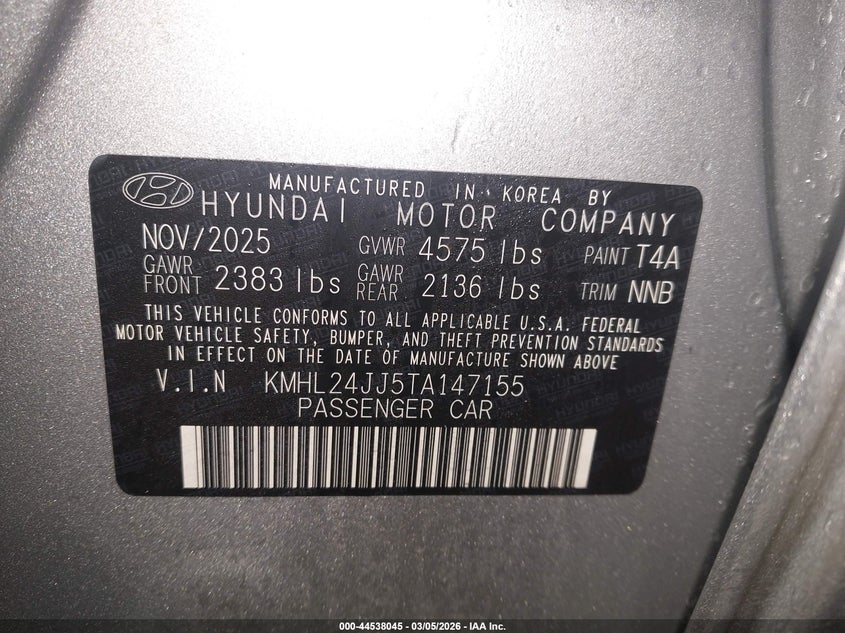 MANUFACTURED IN KOREA BY
HYUNDAI MOTOR COMPANY
NOV/2025 GVWR 4575 lbs PAINT T4A
GAWR FRONT 2383 lbs GAWR REAR 2136 lbs TRIM NNB
THIS VEHICLE CONFORMS TO ALL APPLICABLE U.S.A. FEDERAL
MOTOR VEHICLE SAFETY, BUMPER, AND THEFT PREVENTION STANDARDS
IN EFFECT ON THE DATE OF MANUFACTURE SHOWN ABOVE
V.I.N KMHL24JJ5TA147155
PASSENGER CAR
000-44538045 - 03/05/2026 - IAA Inc.